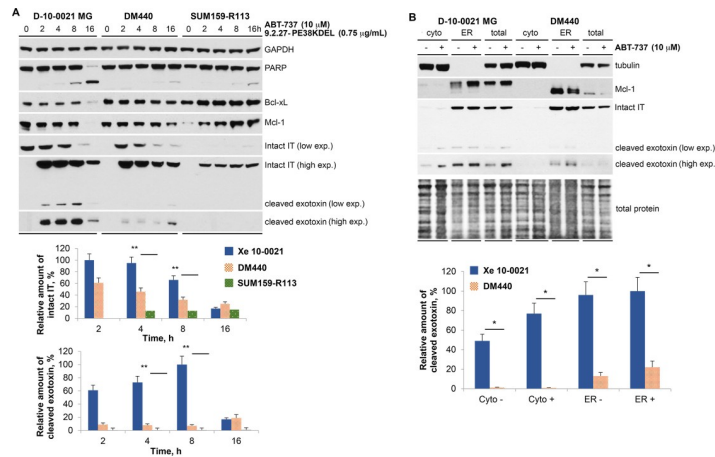 A
D-10-0021 MG DM440 SUM159-R113
0 2 4 8 16 0 2 4 8 16 0 2 4 8 16h
ABT-737 (10 µM)
9.2.27- PE38KDEL (0.75 µg/mL)
GAPDH
PARP
Bcl-xL
Mcl-1
Intact IT (low exp.)
Intact IT (high exp.)
cleaved exotoxin (low exp.)
cleaved exotoxin (high exp.)
Relative amount of
intact IT, %
120
100
80
60
40
20
0
** **
Xe 10-0021
DM440
SUM159-R113
2 4 8 16
Time, h
Relative amount of
cleaved exotoxin, %
120
100
80
60
40
20
0
** **
2 4 8 16
Time, h
B
D-10-0021 MG DM440
cyto ER total cyto ER total
- + - + - + - + - + - +
ABT-737 (10 µM)
tubulin
Mcl-1
Intact IT
cleaved exotoxin (low exp.)
cleaved exotoxin (high exp.)
total protein
Xe 10-0021
DM440
Relative amount of
cleaved exotoxin, %
120
100
80
60
40
20
0
* * * *
Cyto - Cyto + ER - ER +